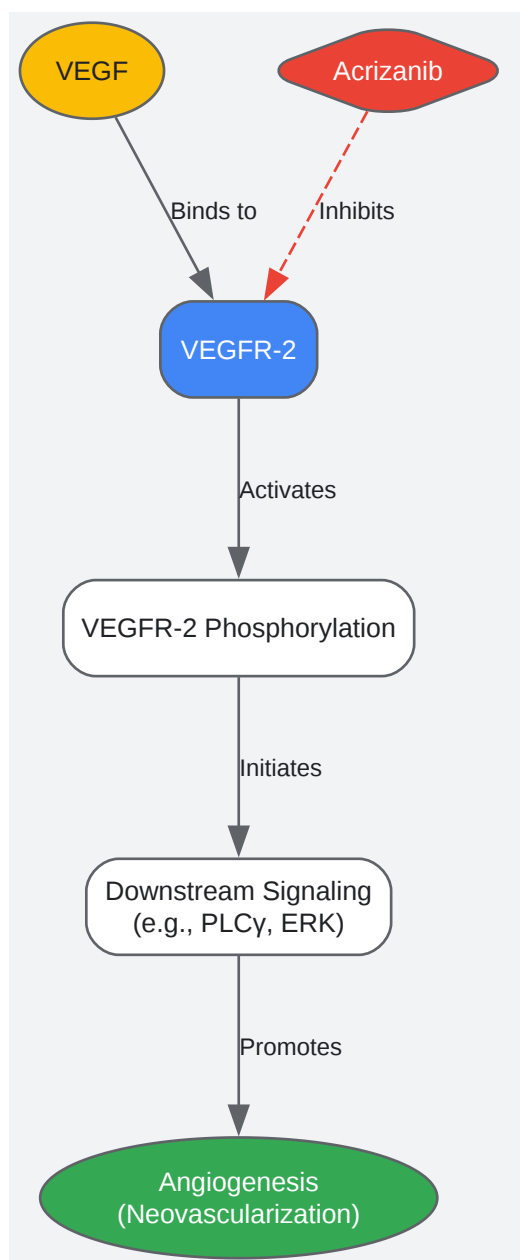 VEGF
Acrizanib
Binds to
Inhibits
VEGFR-2
Activates
VEGFR-2 Phosphorylation
Initiates
Downstream Signaling
(e.g., PLCγ, ERK)
Promotes
Angiogenesis
(Neovascularization)